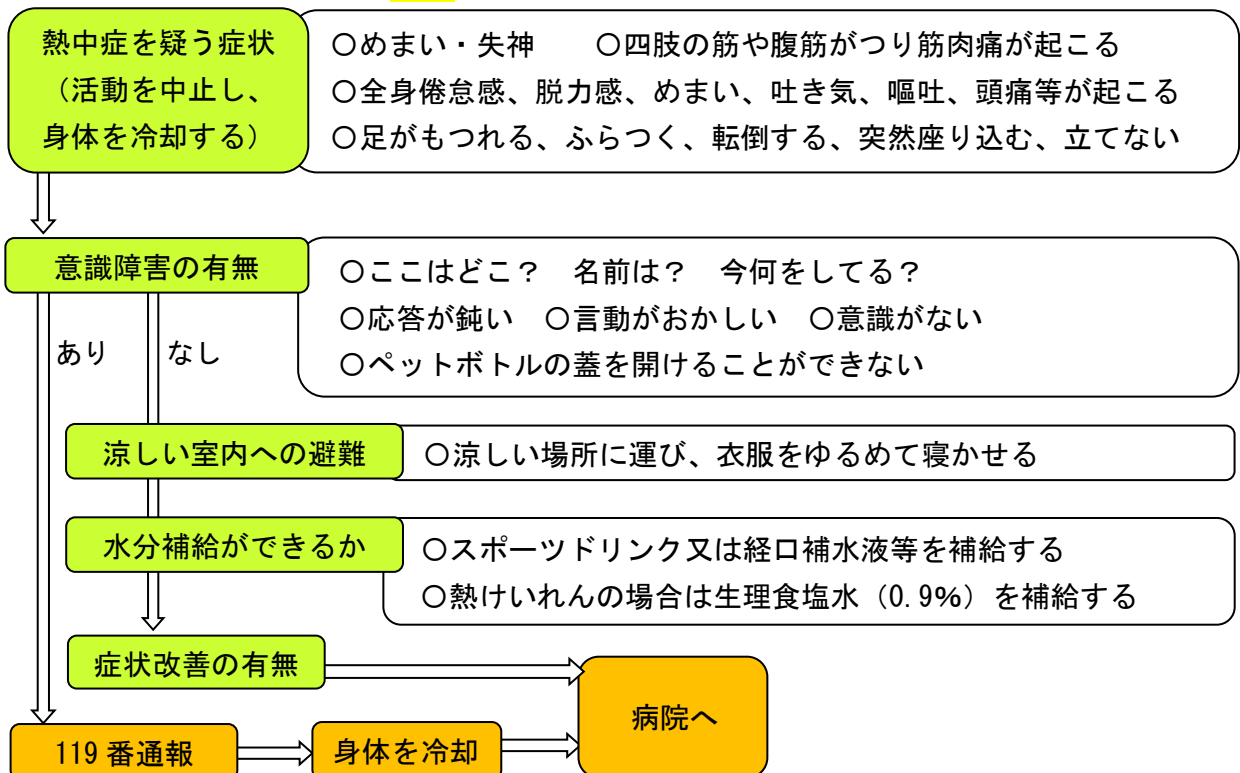 熱中症を疑う症状
(活動を中止し、
身体を冷却する)
〇めまい・失神　〇四肢の筋や腹筋がつり筋肉痛が起こる
〇全身倦怠感、脱力感、めまい、吐き気、嘔吐、頭痛等が起こる
〇足がもつれる、ふらつく、転倒する、突然座り込む、立てない
意識障害の有無
〇ここはどこ？　名前は？　今何をしてる？
〇応答が鈍い　〇言動がおかしい　〇意識がない
〇ペットボトルの蓋を開けることができない
あり　なし
涼しい室内への避難
〇涼しい場所に運び、衣服をゆるめて寝かせる
水分補給ができるか
〇スポーツドリンク又は経口補水液等を補給する
〇熱けいれんの場合は生理食塩水（0.9%）を補給する
症状改善の有無
病院へ
119番通報
身体を冷却